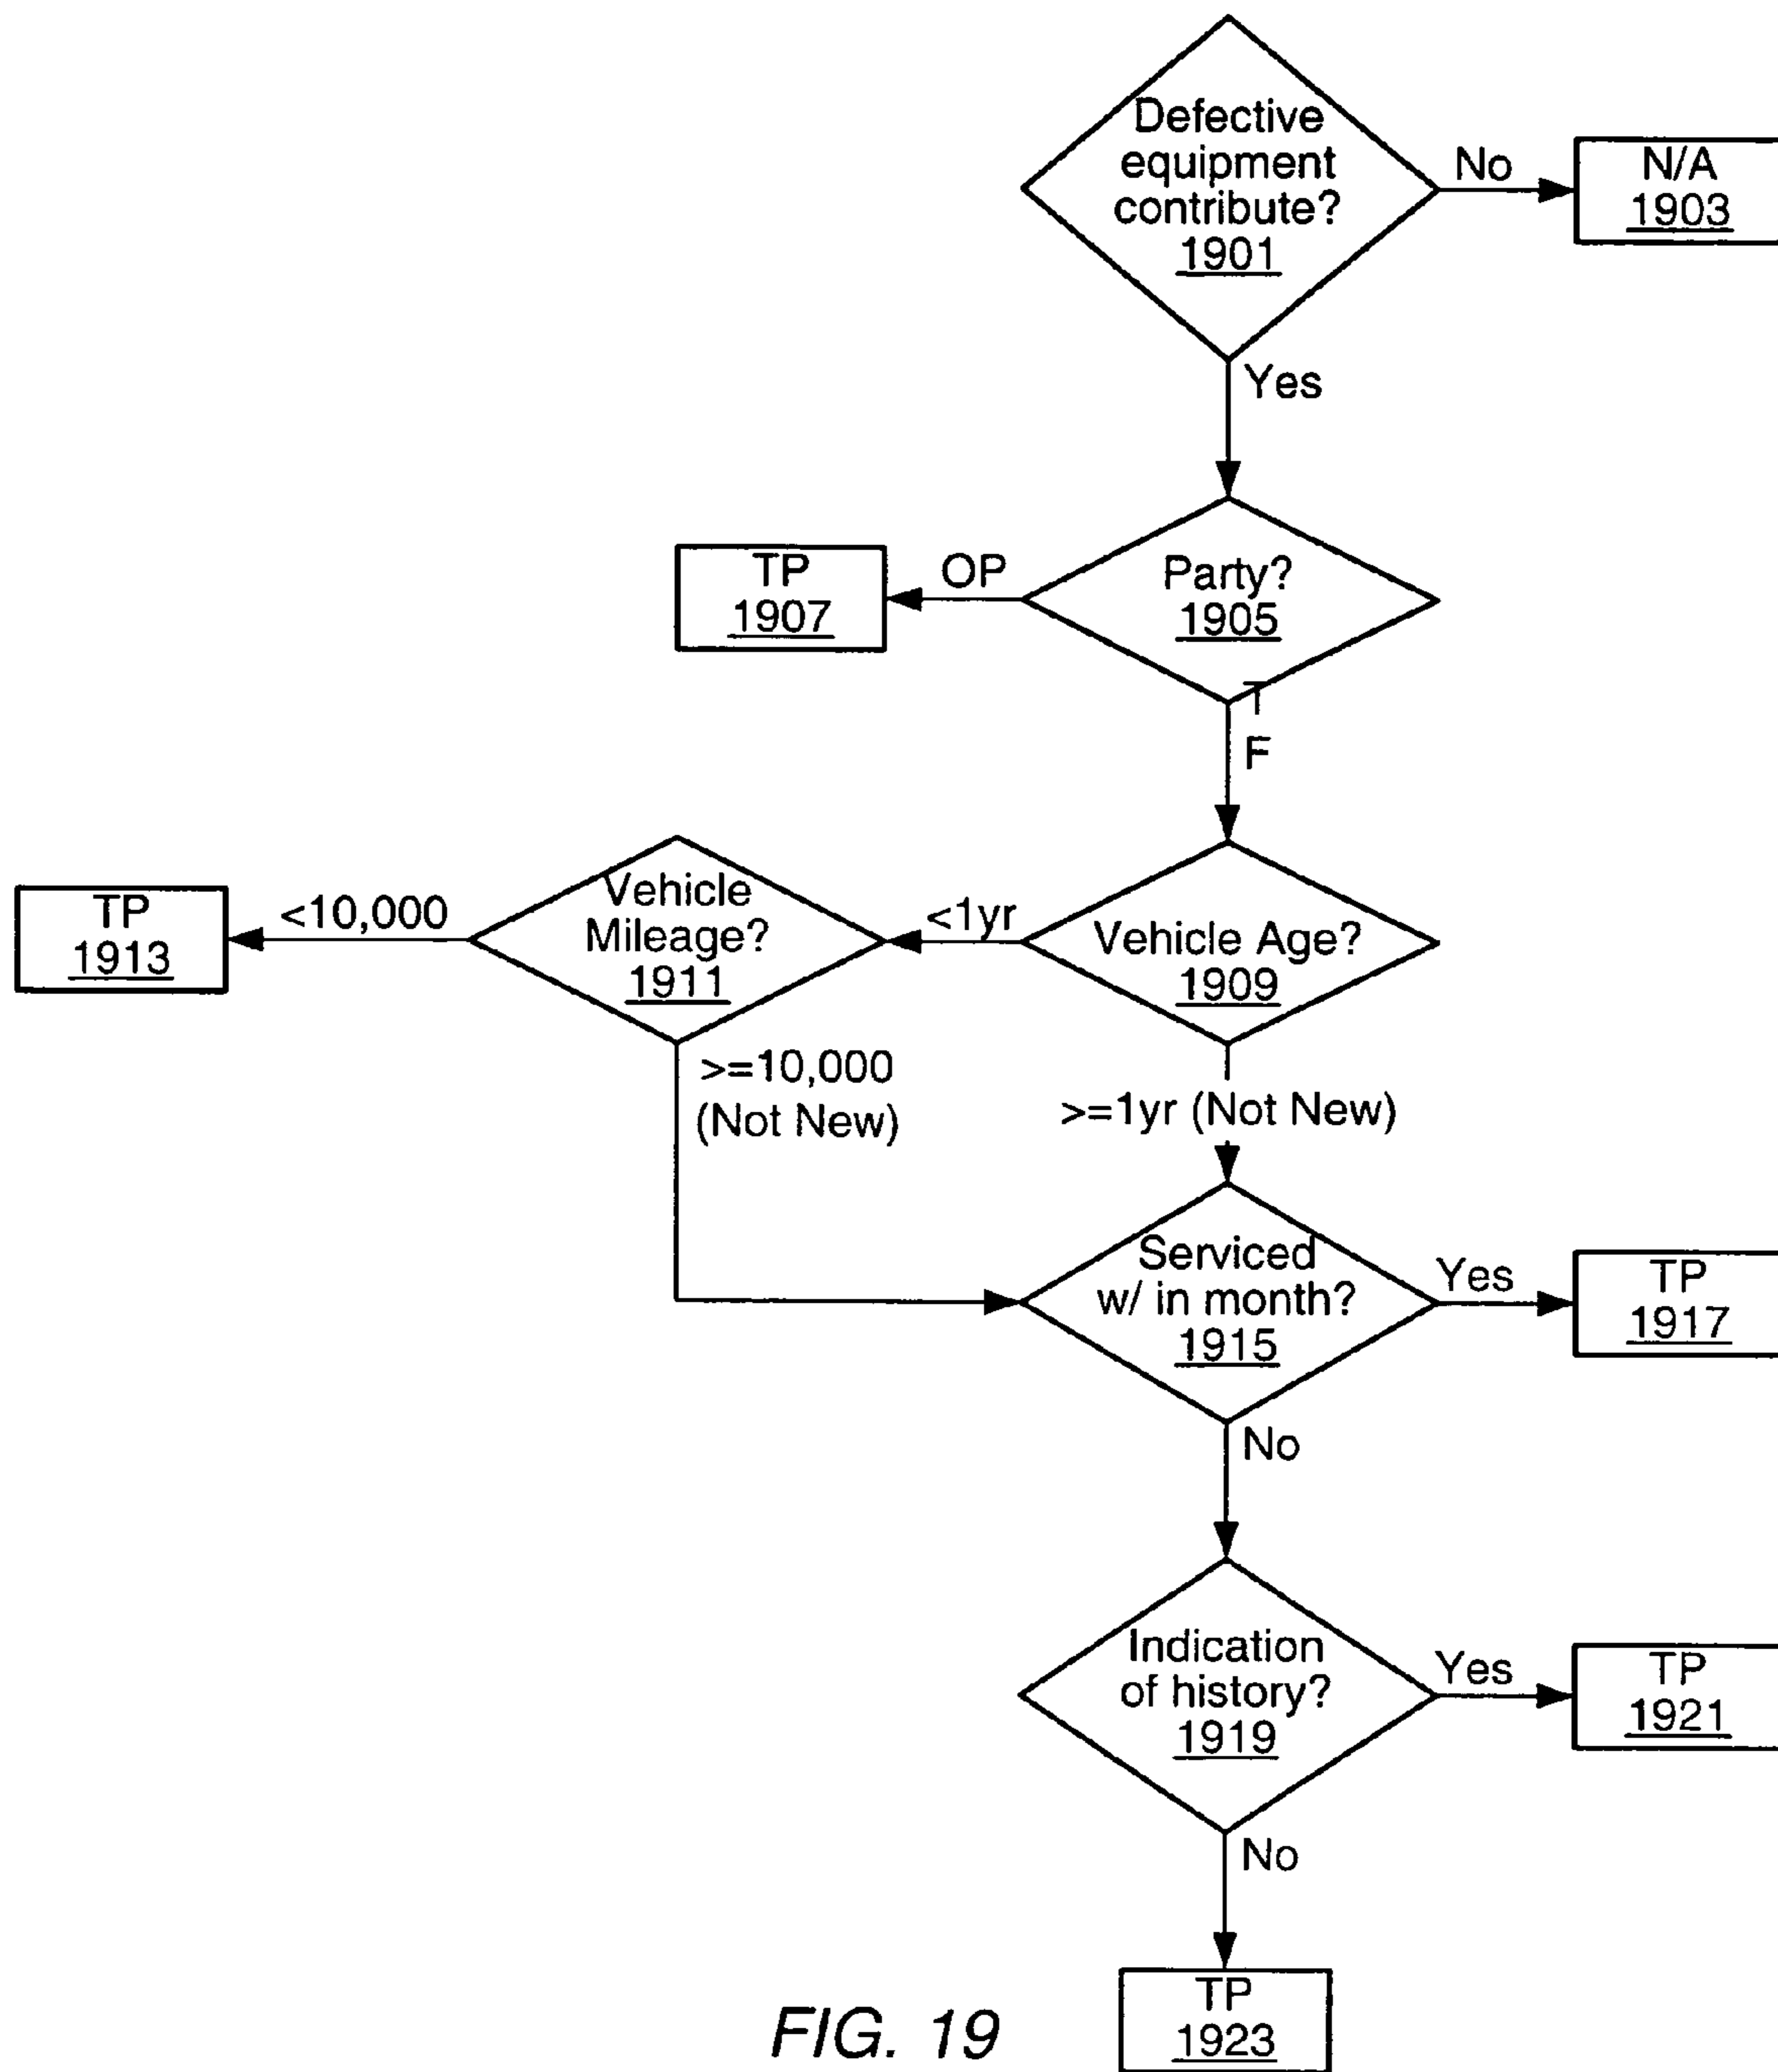 Defective
equipment
contribute?
1901
No
N/A
1903
Yes
Party?
1905
OP
TP
1907
T
F
Vehicle Age?
1909
<1yr
Vehicle
Mileage?
1911
<10,000
TP
1913
>=10,000
(Not New)
>=1yr (Not New)
Serviced
w/ in month?
1915
Yes
TP
1917
No
Indication
of history?
1919
Yes
TP
1921
No
TP
1923
FIG. 19